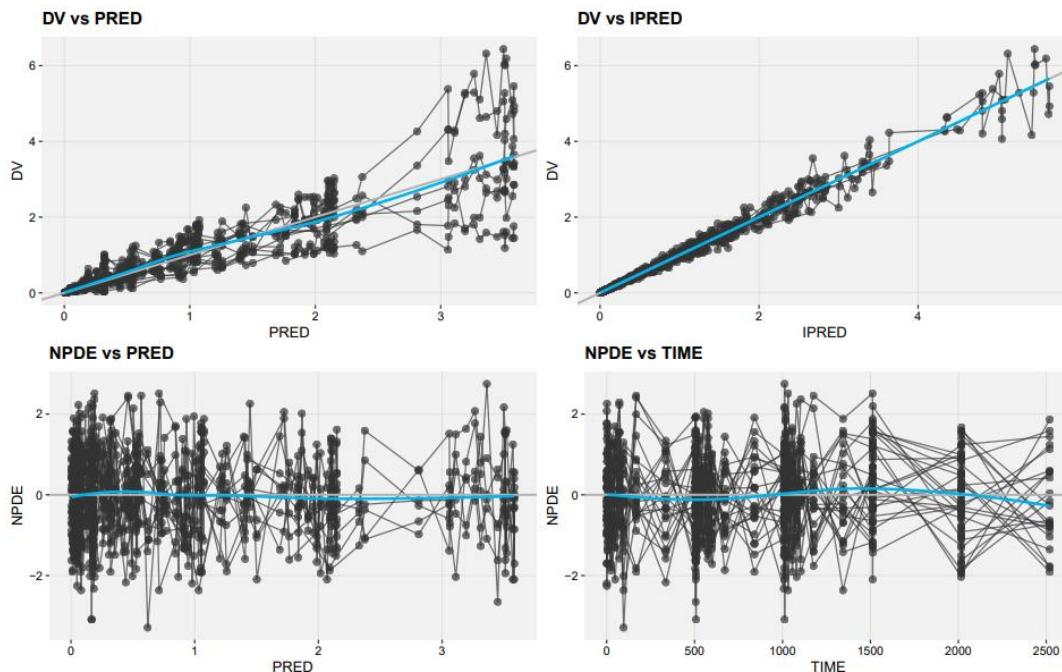 DV vs PRED
DV
6
4
2
0
0
1
2
3
PRED
DV vs IPRED
DV
6
4
2
0
0
2
4
IPRED
NPDE vs PRED
NPDE
2
0
−2
0
1
2
3
PRED
NPDE vs TIME
NPDE
2
0
−2
0
500
1000
1500
2000
2500
TIME